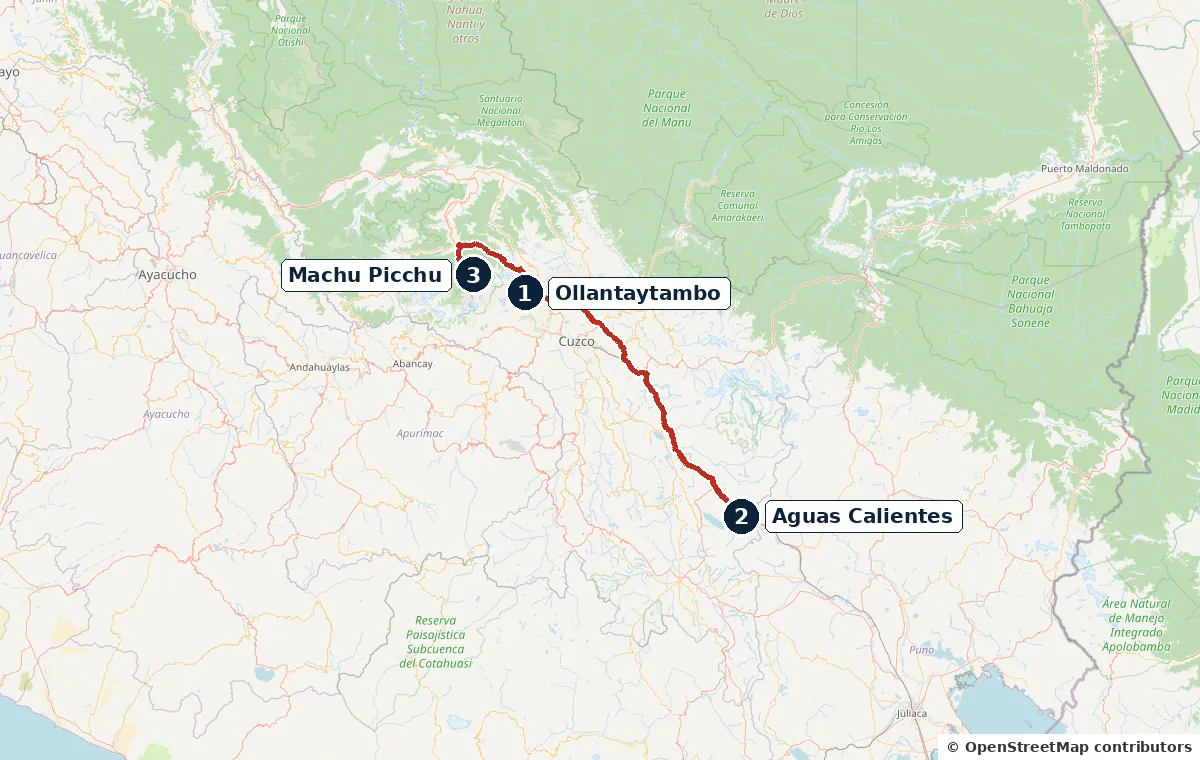 Parque
Nacional
Otishi
Nahua,
Nanti y
otros
de Dios
Santuario
Nacional
Megantoni
Parque
Nacional
del Manu
Concesión
para Conservación
Rio Los
Amigos
Puerto Maldonado
Reserva
Comunal
Amarakaeri
Reserva
Nacional
Tambopata
Ayacucho
Machu Picchu
3
1
Ollantaytambo
Parque
Nacional
Bahuaja
Sonene
Cuzco
Andahuaylas
Abancay
Ayacucho
Apurímac
2
Aguas Calientes
Reserva
Paisajística
Subcuenca
del Cotahuasi
Área Natural
de Manejo
Integrado
Apolobamba
Puno
Juliaca
© OpenStreetMap contributors